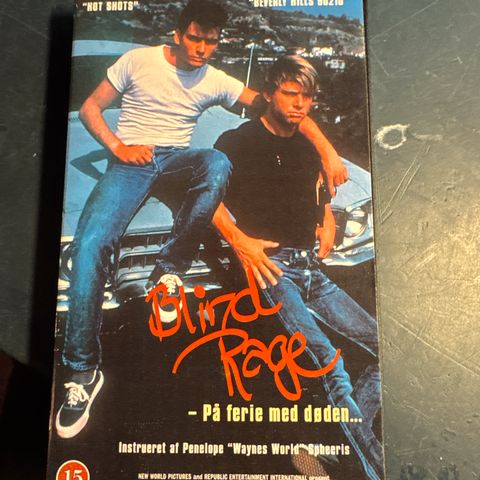 "HOT SHOTS"
"BEVERLY HILLS 90210"
Blind
Rage
- På ferie med døden...
Instrueret af Penelope "Waynes World" Spheeris
15
NEW WORLD PICTURES and REPUBLIC ENTERTAINMENT INTERNATIONAL present